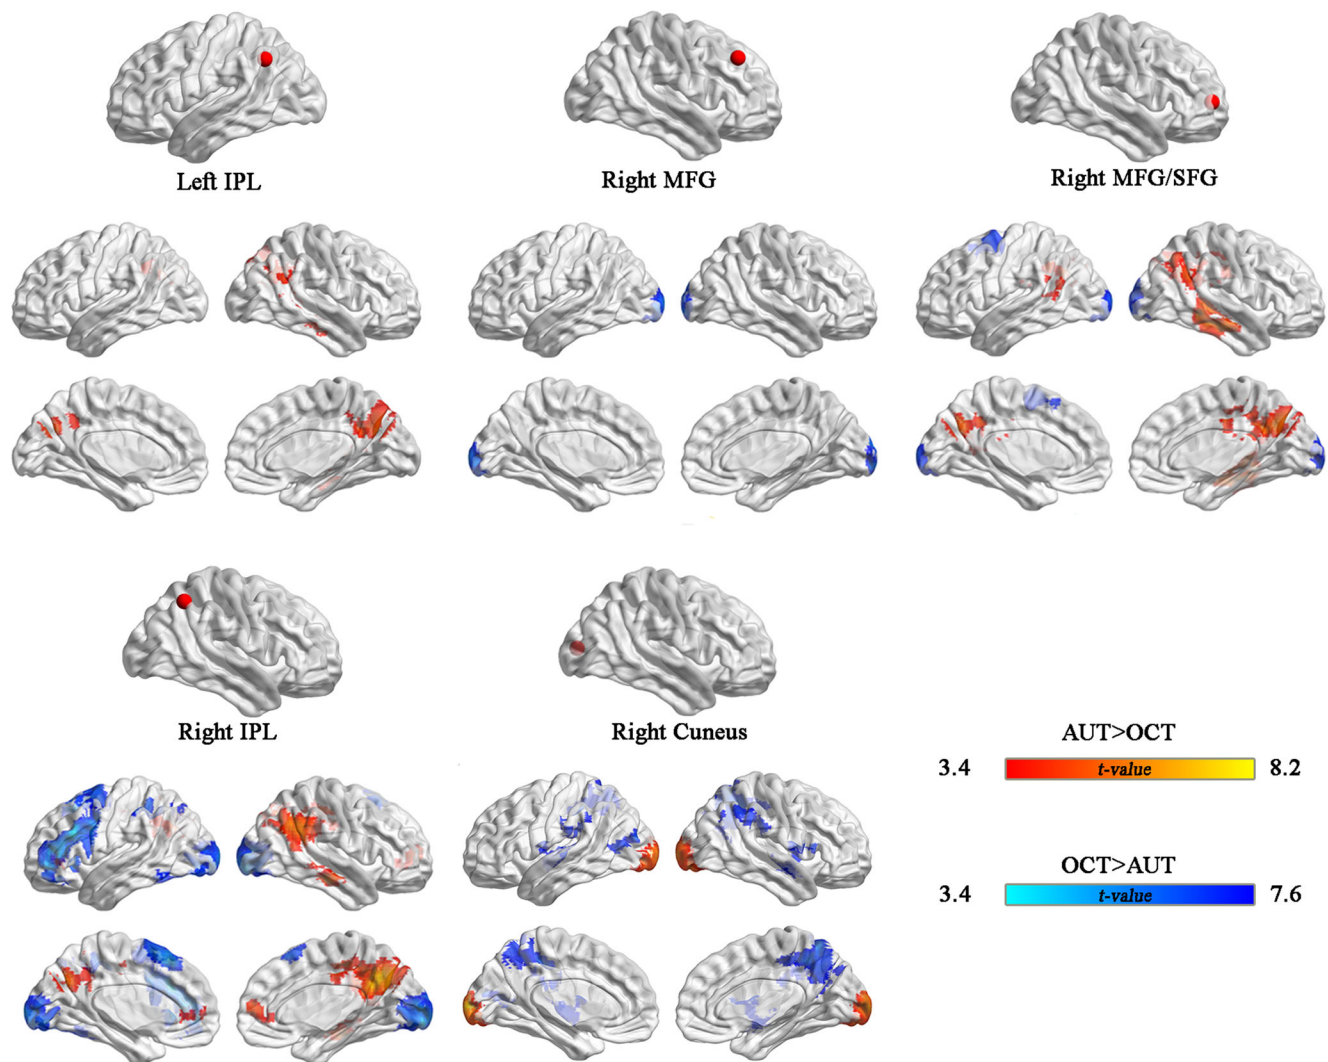 Left IPL
Right MFG
Right MFG/SFG
Right IPL
Right Cuneus
AUT>OCT
3.4 t-value 8.2
OCT>AUT
3.4 t-value 7.6